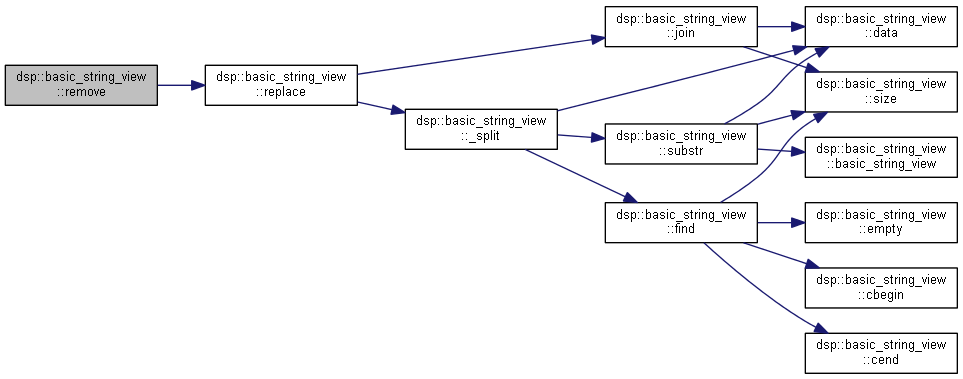 dsp::basic_string_view
::remove
dsp::basic_string_view
::replace
dsp::basic_string_view
::_split
dsp::basic_string_view
::join
dsp::basic_string_view
::substr
dsp::basic_string_view
::find
dsp::basic_string_view
::data
dsp::basic_string_view
::size
dsp::basic_string_view
::basic_string_view
dsp::basic_string_view
::empty
dsp::basic_string_view
::cbegin
dsp::basic_string_view
::cend